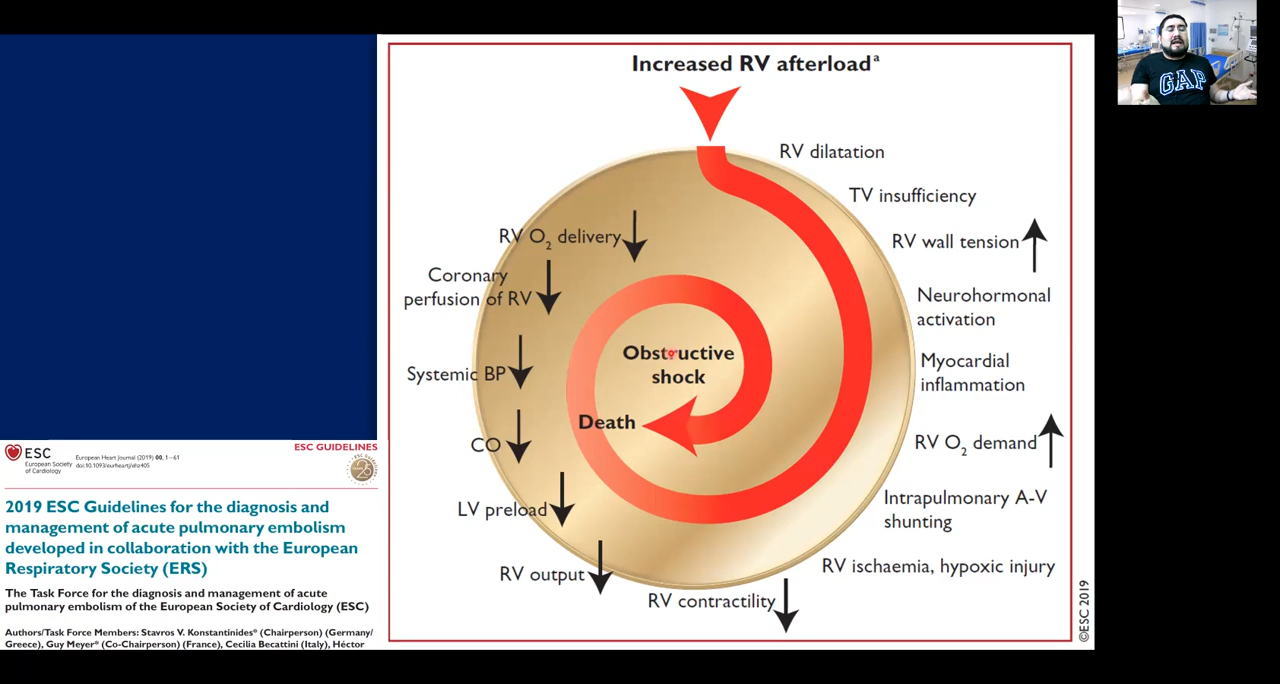 Increased RV afterloadᵃ
RV dilatation
TV insufficiency
RV wall tension
Neurohormonal
activation
Myocardial
inflammation
RV O₂ demand
Intrapulmonary A-V
shunting
RV ischaemia, hypoxic injury
RV contractility
RV output
LV preload
CO
Systemic BP
Coronary
perfusion of RV
RV O₂ delivery
Obstructive
shock
Death
©ESC 2019
ESC
European Society
of Cardiology
European Heart Journal (2019) 00, 1–61
doi:10.1093/eurheartj/ehz405
ESC GUIDELINES
2019 ESC Guidelines for the diagnosis and
management of acute pulmonary embolism
developed in collaboration with the European
Respiratory Society (ERS)
The Task Force for the diagnosis and management of acute
pulmonary embolism of the European Society of Cardiology (ESC)
Authors/Task Force Members: Stavros V. Konstantinides* (Chairperson) (Germany/
Greece), Guy Meyer* (Co-Chairperson) (France), Cecilia Becattini (Italy), Héctor
GAP